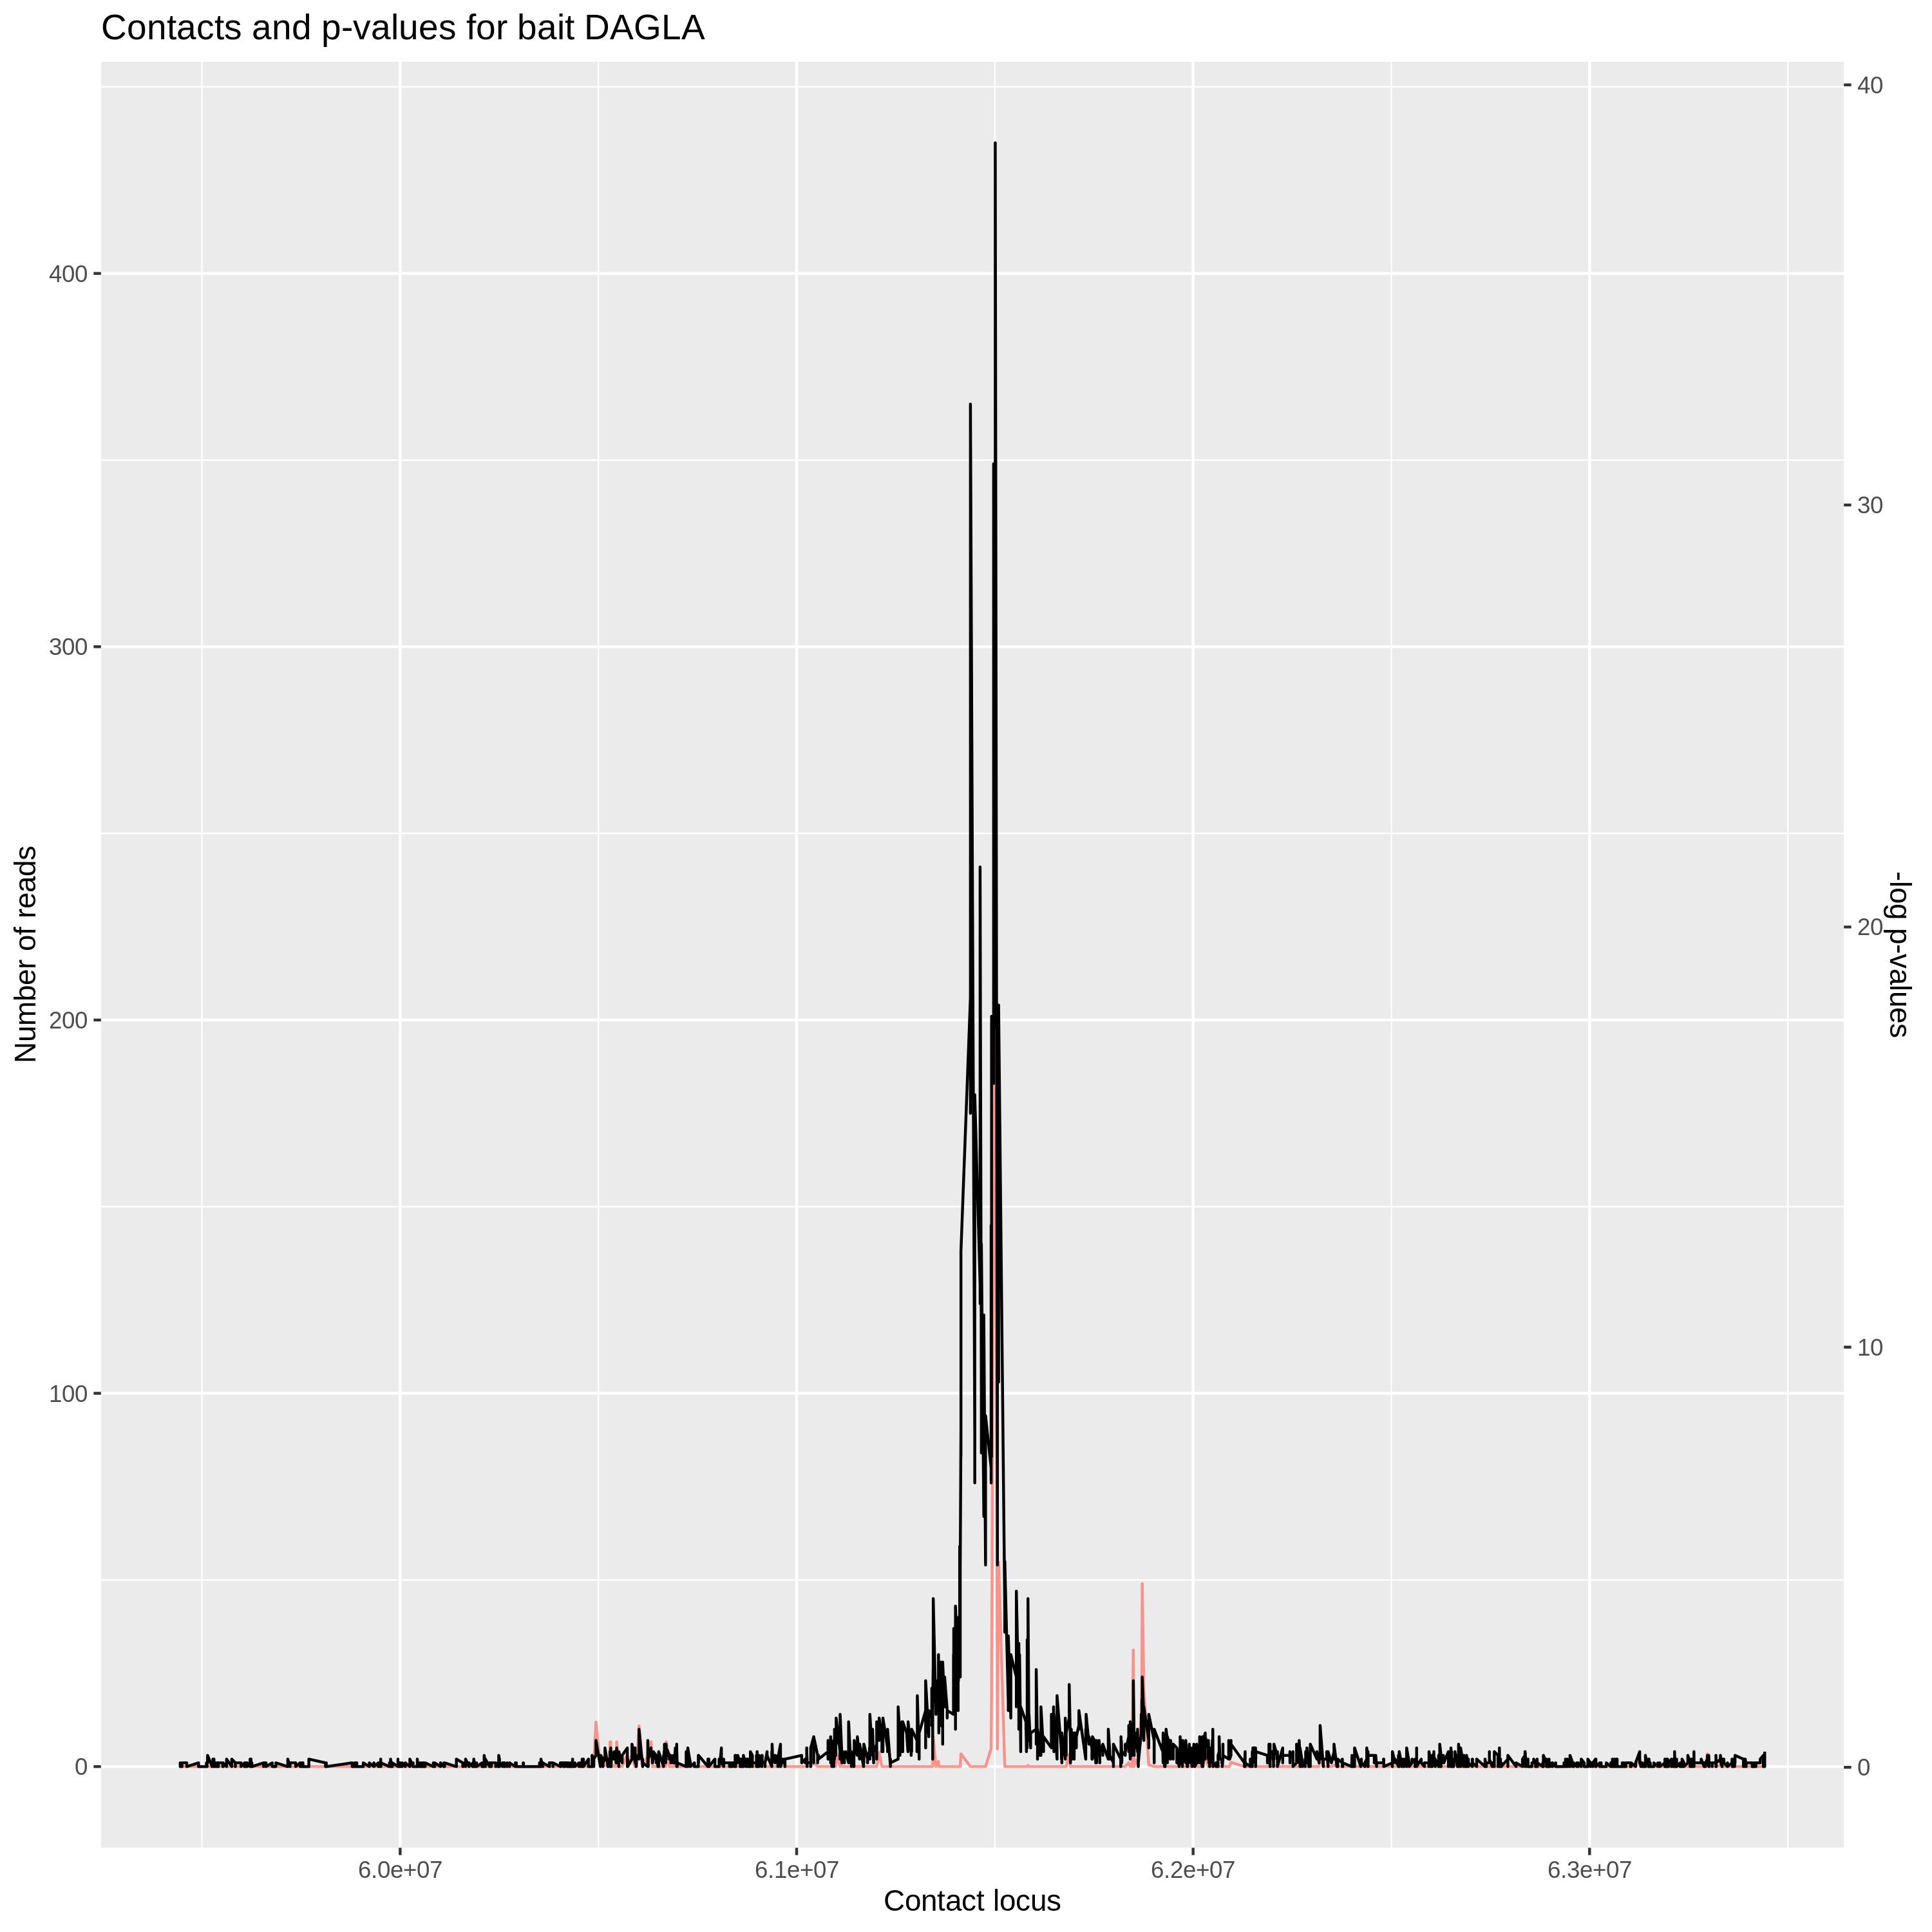 Contacts and p-values for bait DAGLA
Number of reads
400
300
200
100
0
40
30
20
10
0
-log p-values
6.0e+07
6.1e+07
6.2e+07
6.3e+07
Contact locus